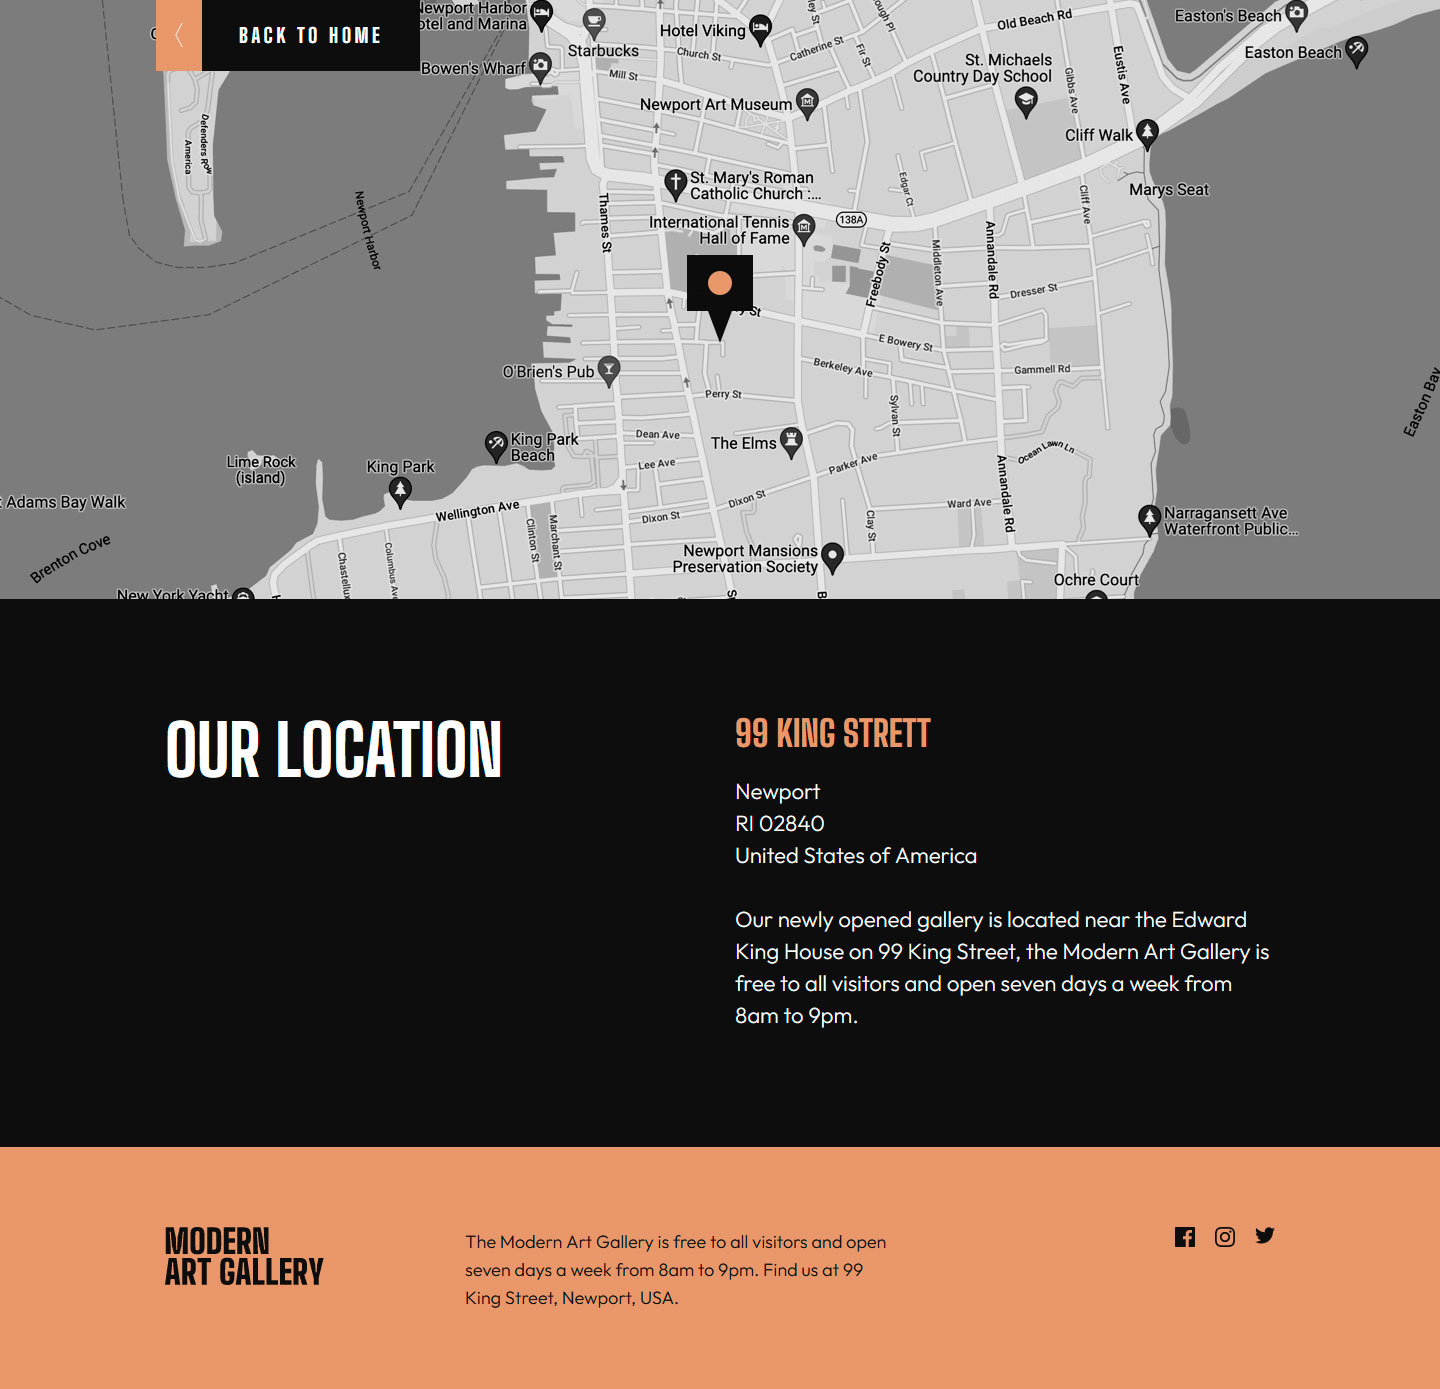 BACK TO HOME
Newport Harbor
Hotel and Marina
Bowen's Wharf
Starbucks
Hotel Viking
Church St
Mill St
Catherine St
Fir St
Old Beach Rd
St. Michaels
Country Day School
Gibbs Ave
Eustis Ave
Easton's Beach
Easton Beach
Newport Art Museum
Cliff Walk
Marys Seat
Cliff Ave
Defenders Row
America
Newport Harbor
St. Mary's Roman
Catholic Church :...
Edgar Ct
138A
International Tennis
Hall of Fame
Thames St
Freebody St
Middleton Ave
Annandale Rd
Dresser St
E Bowery St
Berkeley Ave
Gammell Rd
O'Brien's Pub
Perry St
Sylvan St
Easton Bay
King Park
Beach
Dean Ave
The Elms
Lee Ave
Parker Ave
Ocean Lawn Ln
Annandale Rd
Lime Rock
(island)
King Park
Adams Bay Walk
Wellington Ave
Dixon St
Dixon St
Ward Ave
Clay St
Narragansett Ave
Waterfront Public...
Brenton Cove
Clinton St
Marchant St
Chastellux
Columbus Ave
Newport Mansions
Preservation Society
Ochre Court
New York Yacht
OUR LOCATION
99 KING STRETT
Newport
RI 02840
United States of America
Our newly opened gallery is located near the Edward
King House on 99 King Street, the Modern Art Gallery is
free to all visitors and open seven days a week from
8am to 9pm.
MODERN
ART GALLERY
The Modern Art Gallery is free to all visitors and open
seven days a week from 8am to 9pm. Find us at 99
King Street, Newport, USA.